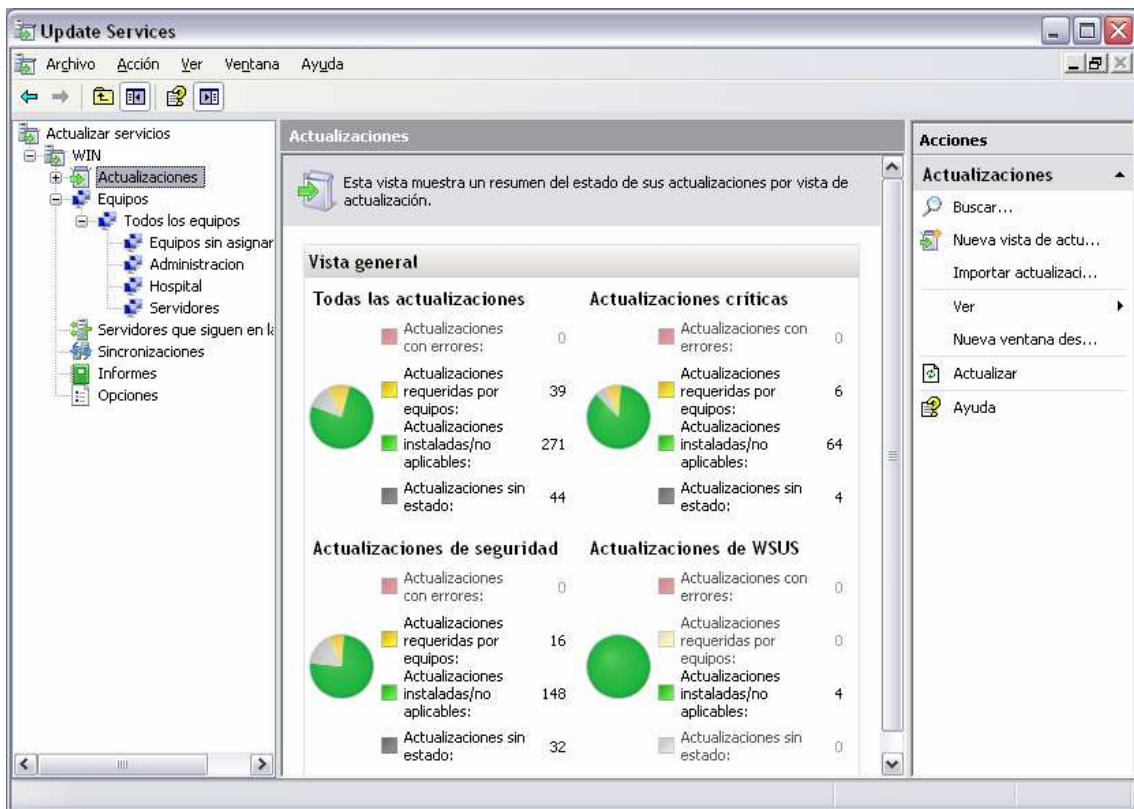 Update Services
Archivo Acción Ver Ventana Ayuda
Actualizar servicios
WIN
Actualizaciones
Equipos
Todos los equipos
Equipos sin asignar
Administracion
Hospital
Servidores
Servidores que siguen en la
Sincronizaciones
Informes
Opciones
Actualizaciones
Esta vista muestra un resumen del estado de sus actualizaciones por vista de
actualización.
Vista general
Todas las actualizaciones
Actualizaciones
con errores: 0
Actualizaciones
requeridas por 39
equipos:
Actualizaciones
instaladas/no 271
aplicables:
Actualizaciones sin 44
estado:
Actualizaciones críticas
Actualizaciones con 0
errores:
Actualizaciones
requeridas por 6
equipos:
Actualizaciones
instaladas/no 64
aplicables:
Actualizaciones sin 4
estado:
Actualizaciones de seguridad
Actualizaciones
con errores: 0
Actualizaciones
requeridas por 16
equipos:
Actualizaciones
instaladas/no 148
aplicables:
Actualizaciones sin 32
estado:
Actualizaciones de WSUS
Actualizaciones con 0
errores:
Actualizaciones
requeridas por 0
equipos:
Actualizaciones
instaladas/no 4
aplicables:
Actualizaciones sin 0
estado:
Acciones
Actualizaciones
Buscar...
Nueva vista de actu...
Importar actualizaci...
Ver
Nueva ventana des...
Actualizar
Ayuda